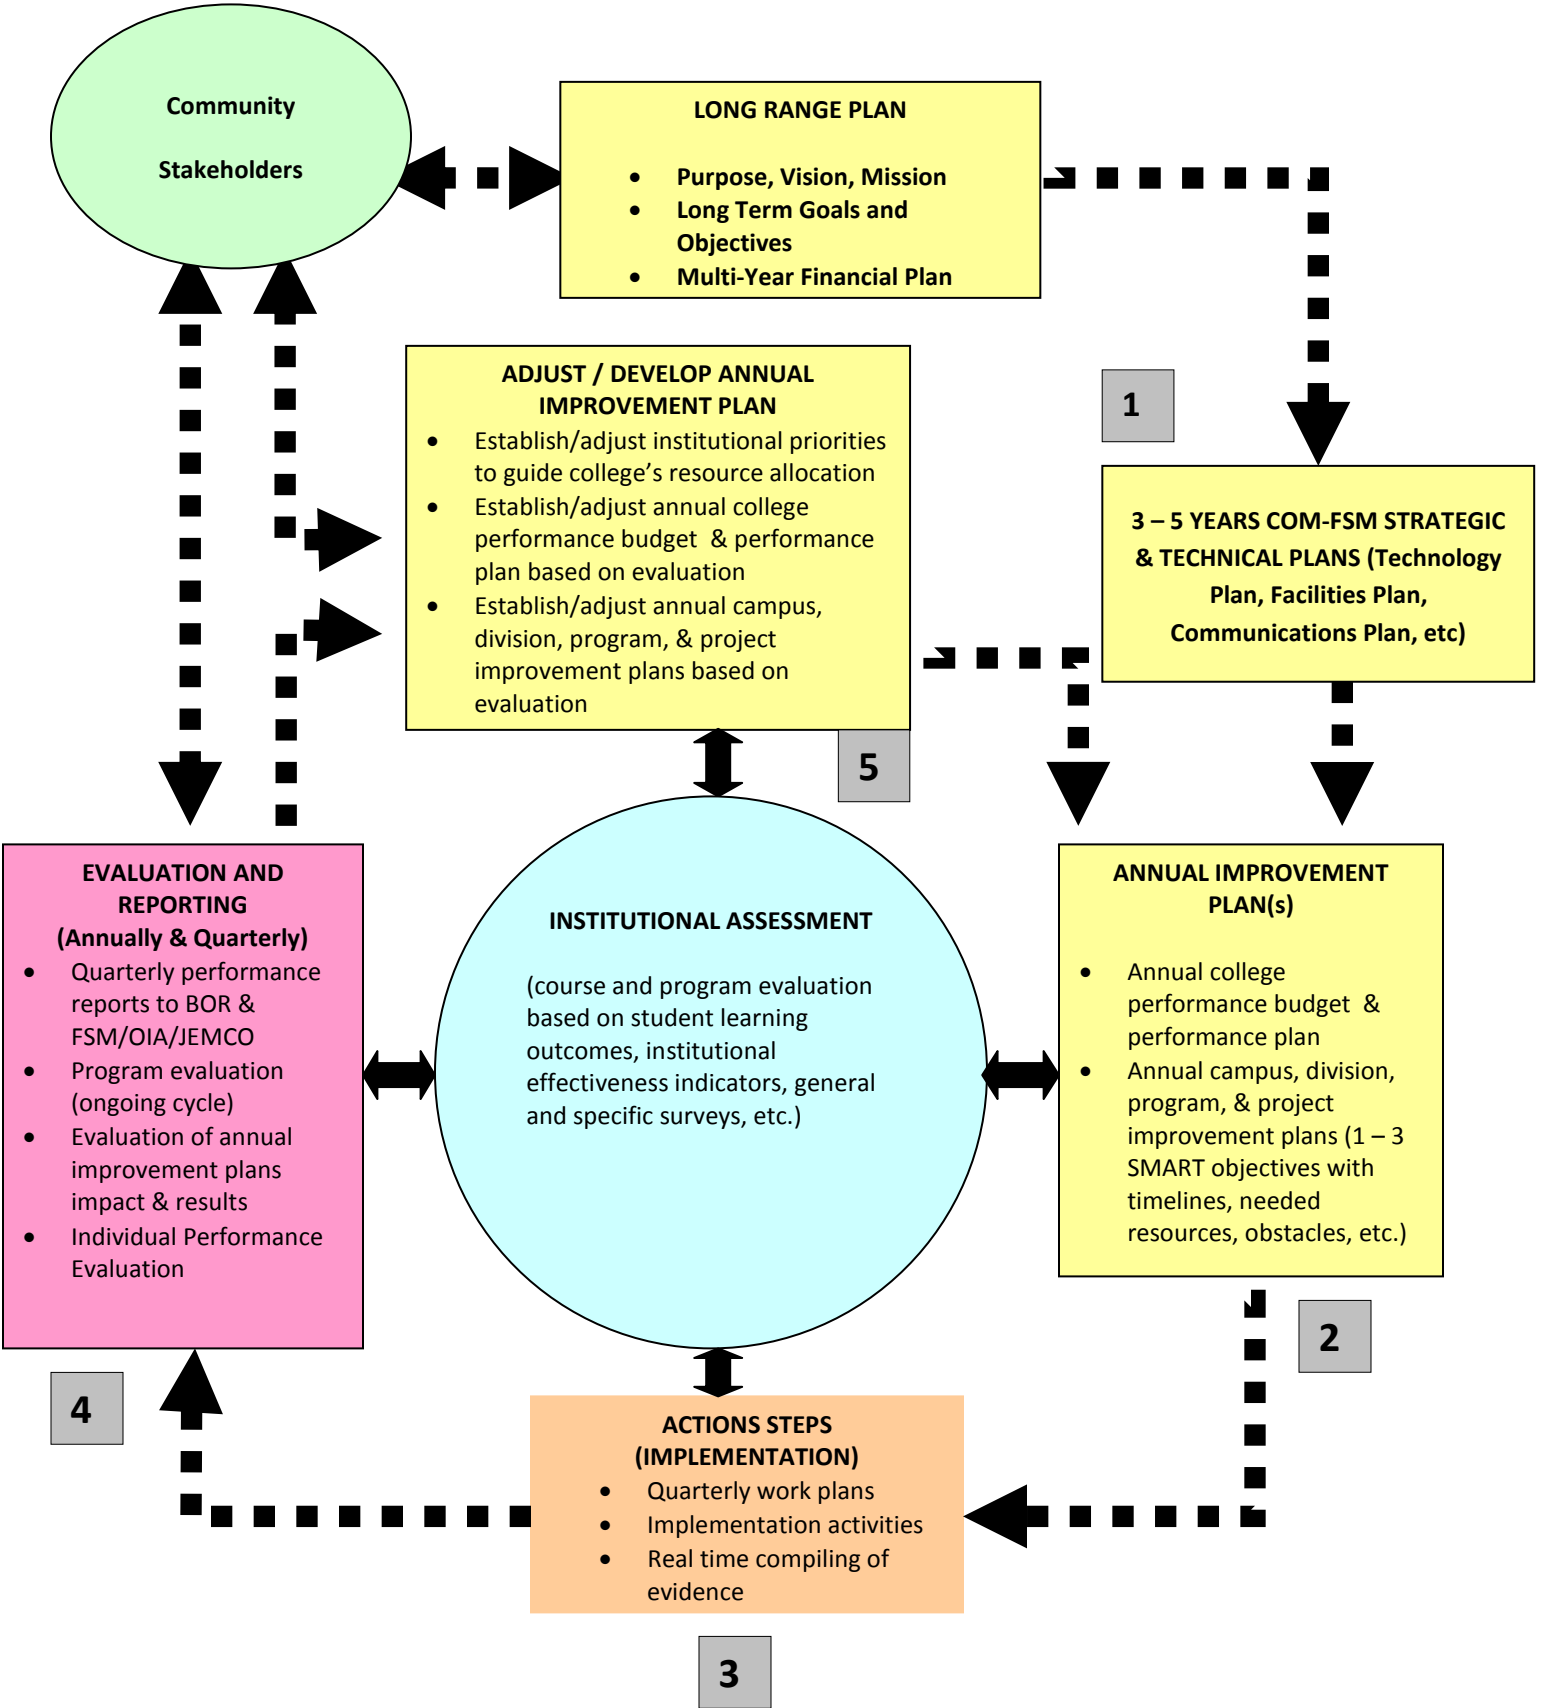 Community
Stakeholders
LONG RANGE PLAN
• Purpose, Vision, Mission
• Long Term Goals and
Objectives
• Multi-Year Financial Plan
ADJUST / DEVELOP ANNUAL
IMPROVEMENT PLAN
• Establish/adjust institutional priorities
to guide college’s resource allocation
• Establish/adjust annual college
performance budget & performance
plan based on evaluation
• Establish/adjust annual campus,
division, program, & project
improvement plans based on
evaluation
1
3 – 5 YEARS COM-FSM STRATEGIC
& TECHNICAL PLANS (Technology
Plan, Facilities Plan,
Communications Plan, etc)
5
EVALUATION AND
REPORTING
(Annually & Quarterly)
• Quarterly performance
reports to BOR &
FSM/OIA/JEMCO
• Program evaluation
(ongoing cycle)
• Evaluation of annual
improvement plans
impact & results
• Individual Performance
Evaluation
INSTITUTIONAL ASSESSMENT
(course and program evaluation
based on student learning
outcomes, institutional
effectiveness indicators, general
and specific surveys, etc.)
ANNUAL IMPROVEMENT
PLAN(s)
• Annual college
performance budget &
performance plan
• Annual campus, division,
program, & project
improvement plans (1 – 3
SMART objectives with
timelines, needed
resources, obstacles, etc.)
2
4
ACTIONS STEPS
(IMPLEMENTATION)
• Quarterly work plans
• Implementation activities
• Real time compiling of
evidence
3